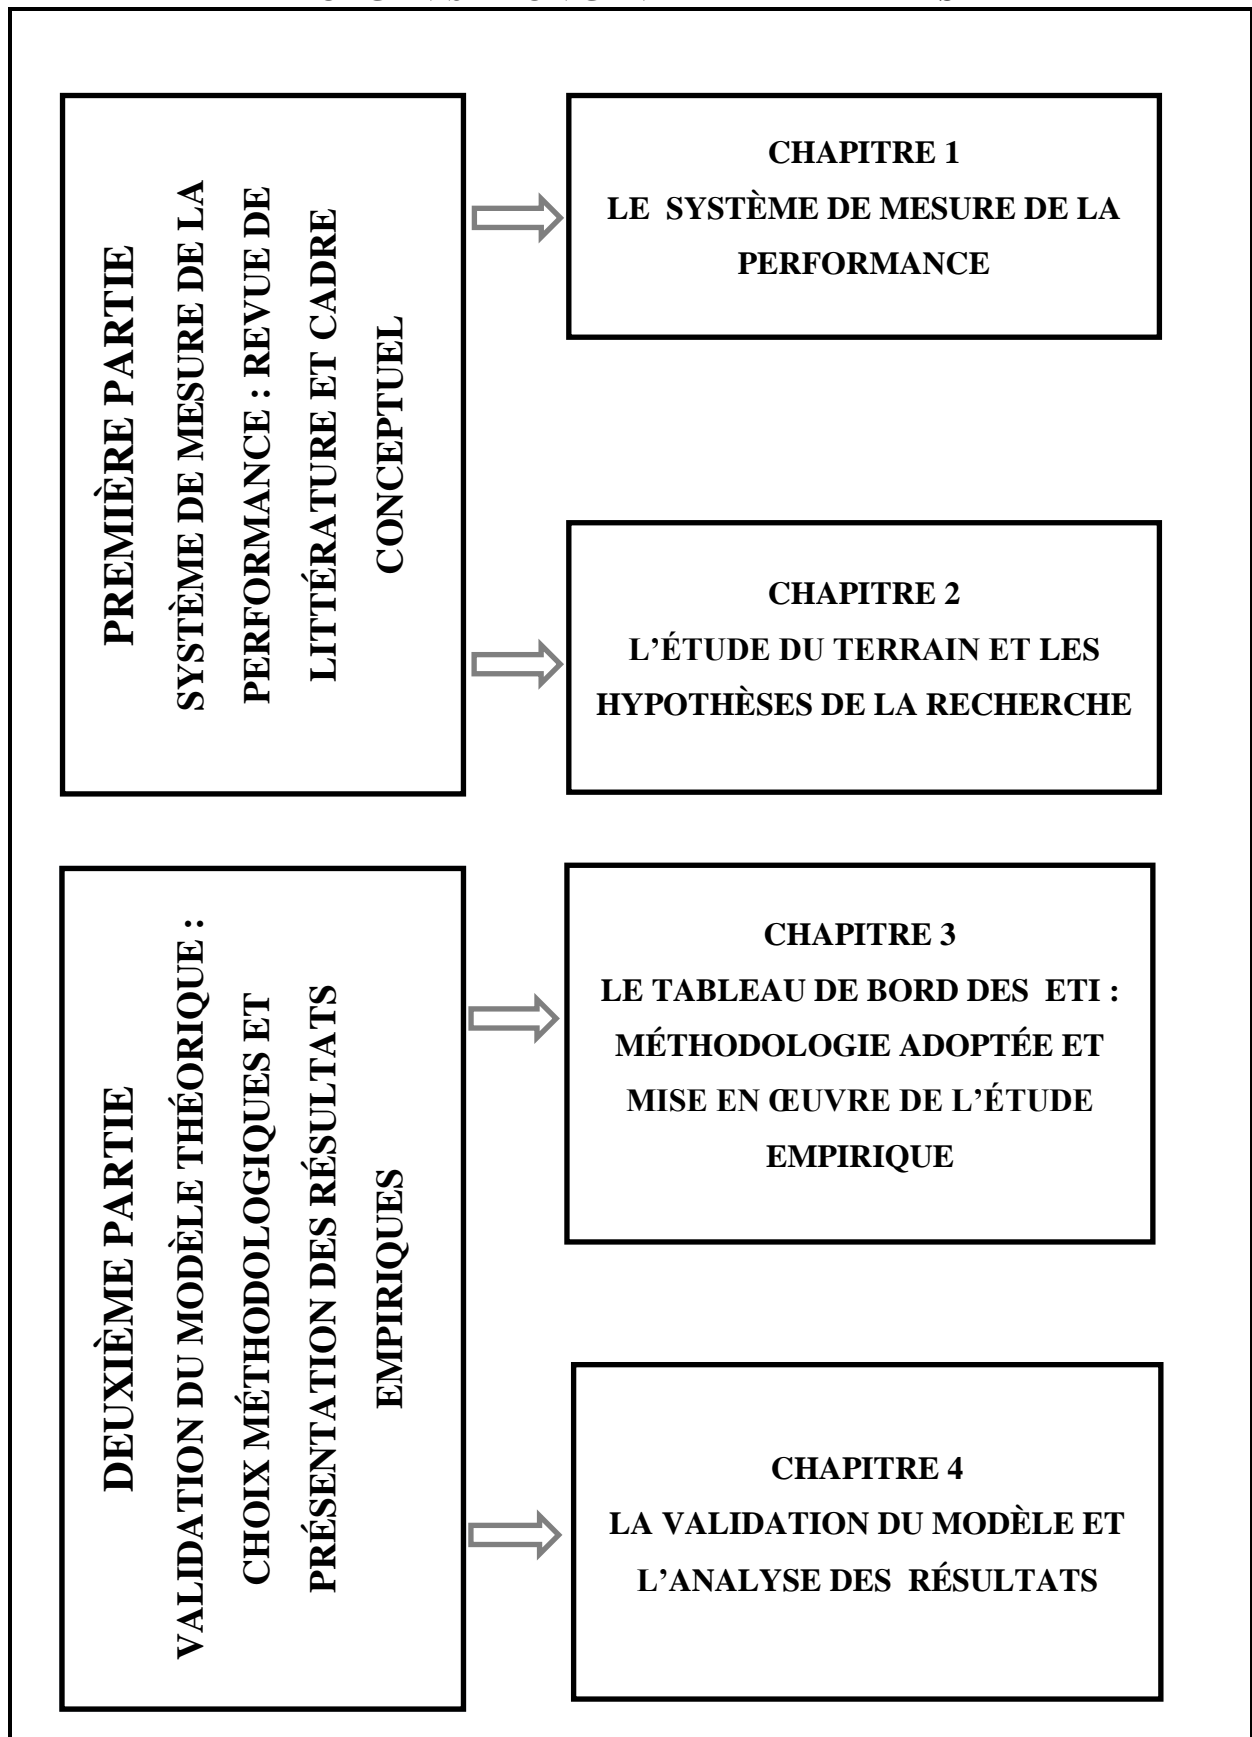 PREMIÈRE PARTIE
SYSTÈME DE MESURE DE LA
PERFORMANCE : REVUE DE
LITTÉRATURE ET CADRE
CONCEPTUEL
CHAPITRE 1
LE SYSTÈME DE MESURE DE LA
PERFORMANCE
CHAPITRE 2
L’ÉTUDE DU TERRAIN ET LES
HYPOTHÈSES DE LA RECHERCHE
DEUXIÈME PARTIE
VALIDATION DU MODÈLE THÉORIQUE :
CHOIX MÉTHODOLOGIQUES ET
PRÉSENTATION DES RÉSULTATS
EMPIRIQUES
CHAPITRE 3
LE TABLEAU DE BORD DES ETI :
MÉTHODOLOGIE ADOPTÉE ET
MISE EN ŒUVRE DE L’ÉTUDE
EMPIRIQUE
CHAPITRE 4
LA VALIDATION DU MODÈLE ET
L’ANALYSE DES RÉSULTATS